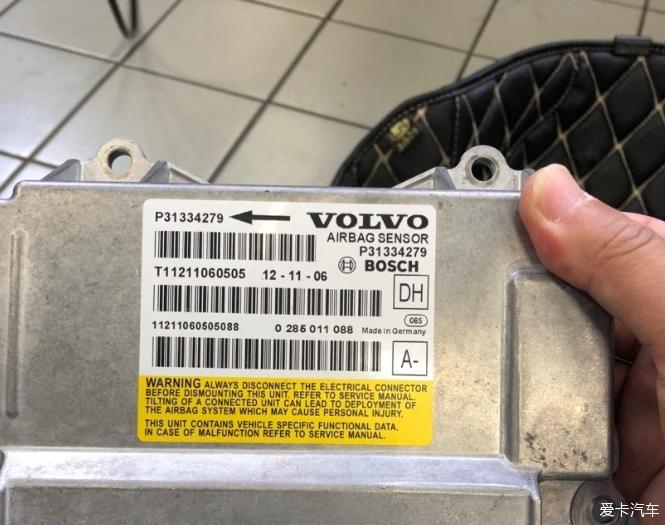 P31334279 VOLVO
AIRBAG SENSOR
P31334279
T11211060505 12-11-06 BOSCH
DH
11211060505088 0 285 011 088 065
Made in Germany
A-
WARNING ALWAYS DISCONNECT THE ELECTRICAL CONNECTOR
BEFORE DISMOUNTING THIS UNIT. REFER TO SERVICE MANUAL.
TILTING OF A CONNECTED UNIT CAN LEAD TO DEPLOYMENT OF
THE AIRBAG SYSTEM WHICH MAY CAUSE PERSONAL INJURY.
THIS UNIT CONTAINS VEHICLE SPECIFIC FUNCTIONAL DATA.
IN CASE OF MALFUNCTION REFER TO SERVICE MANUAL.
爱卡汽车